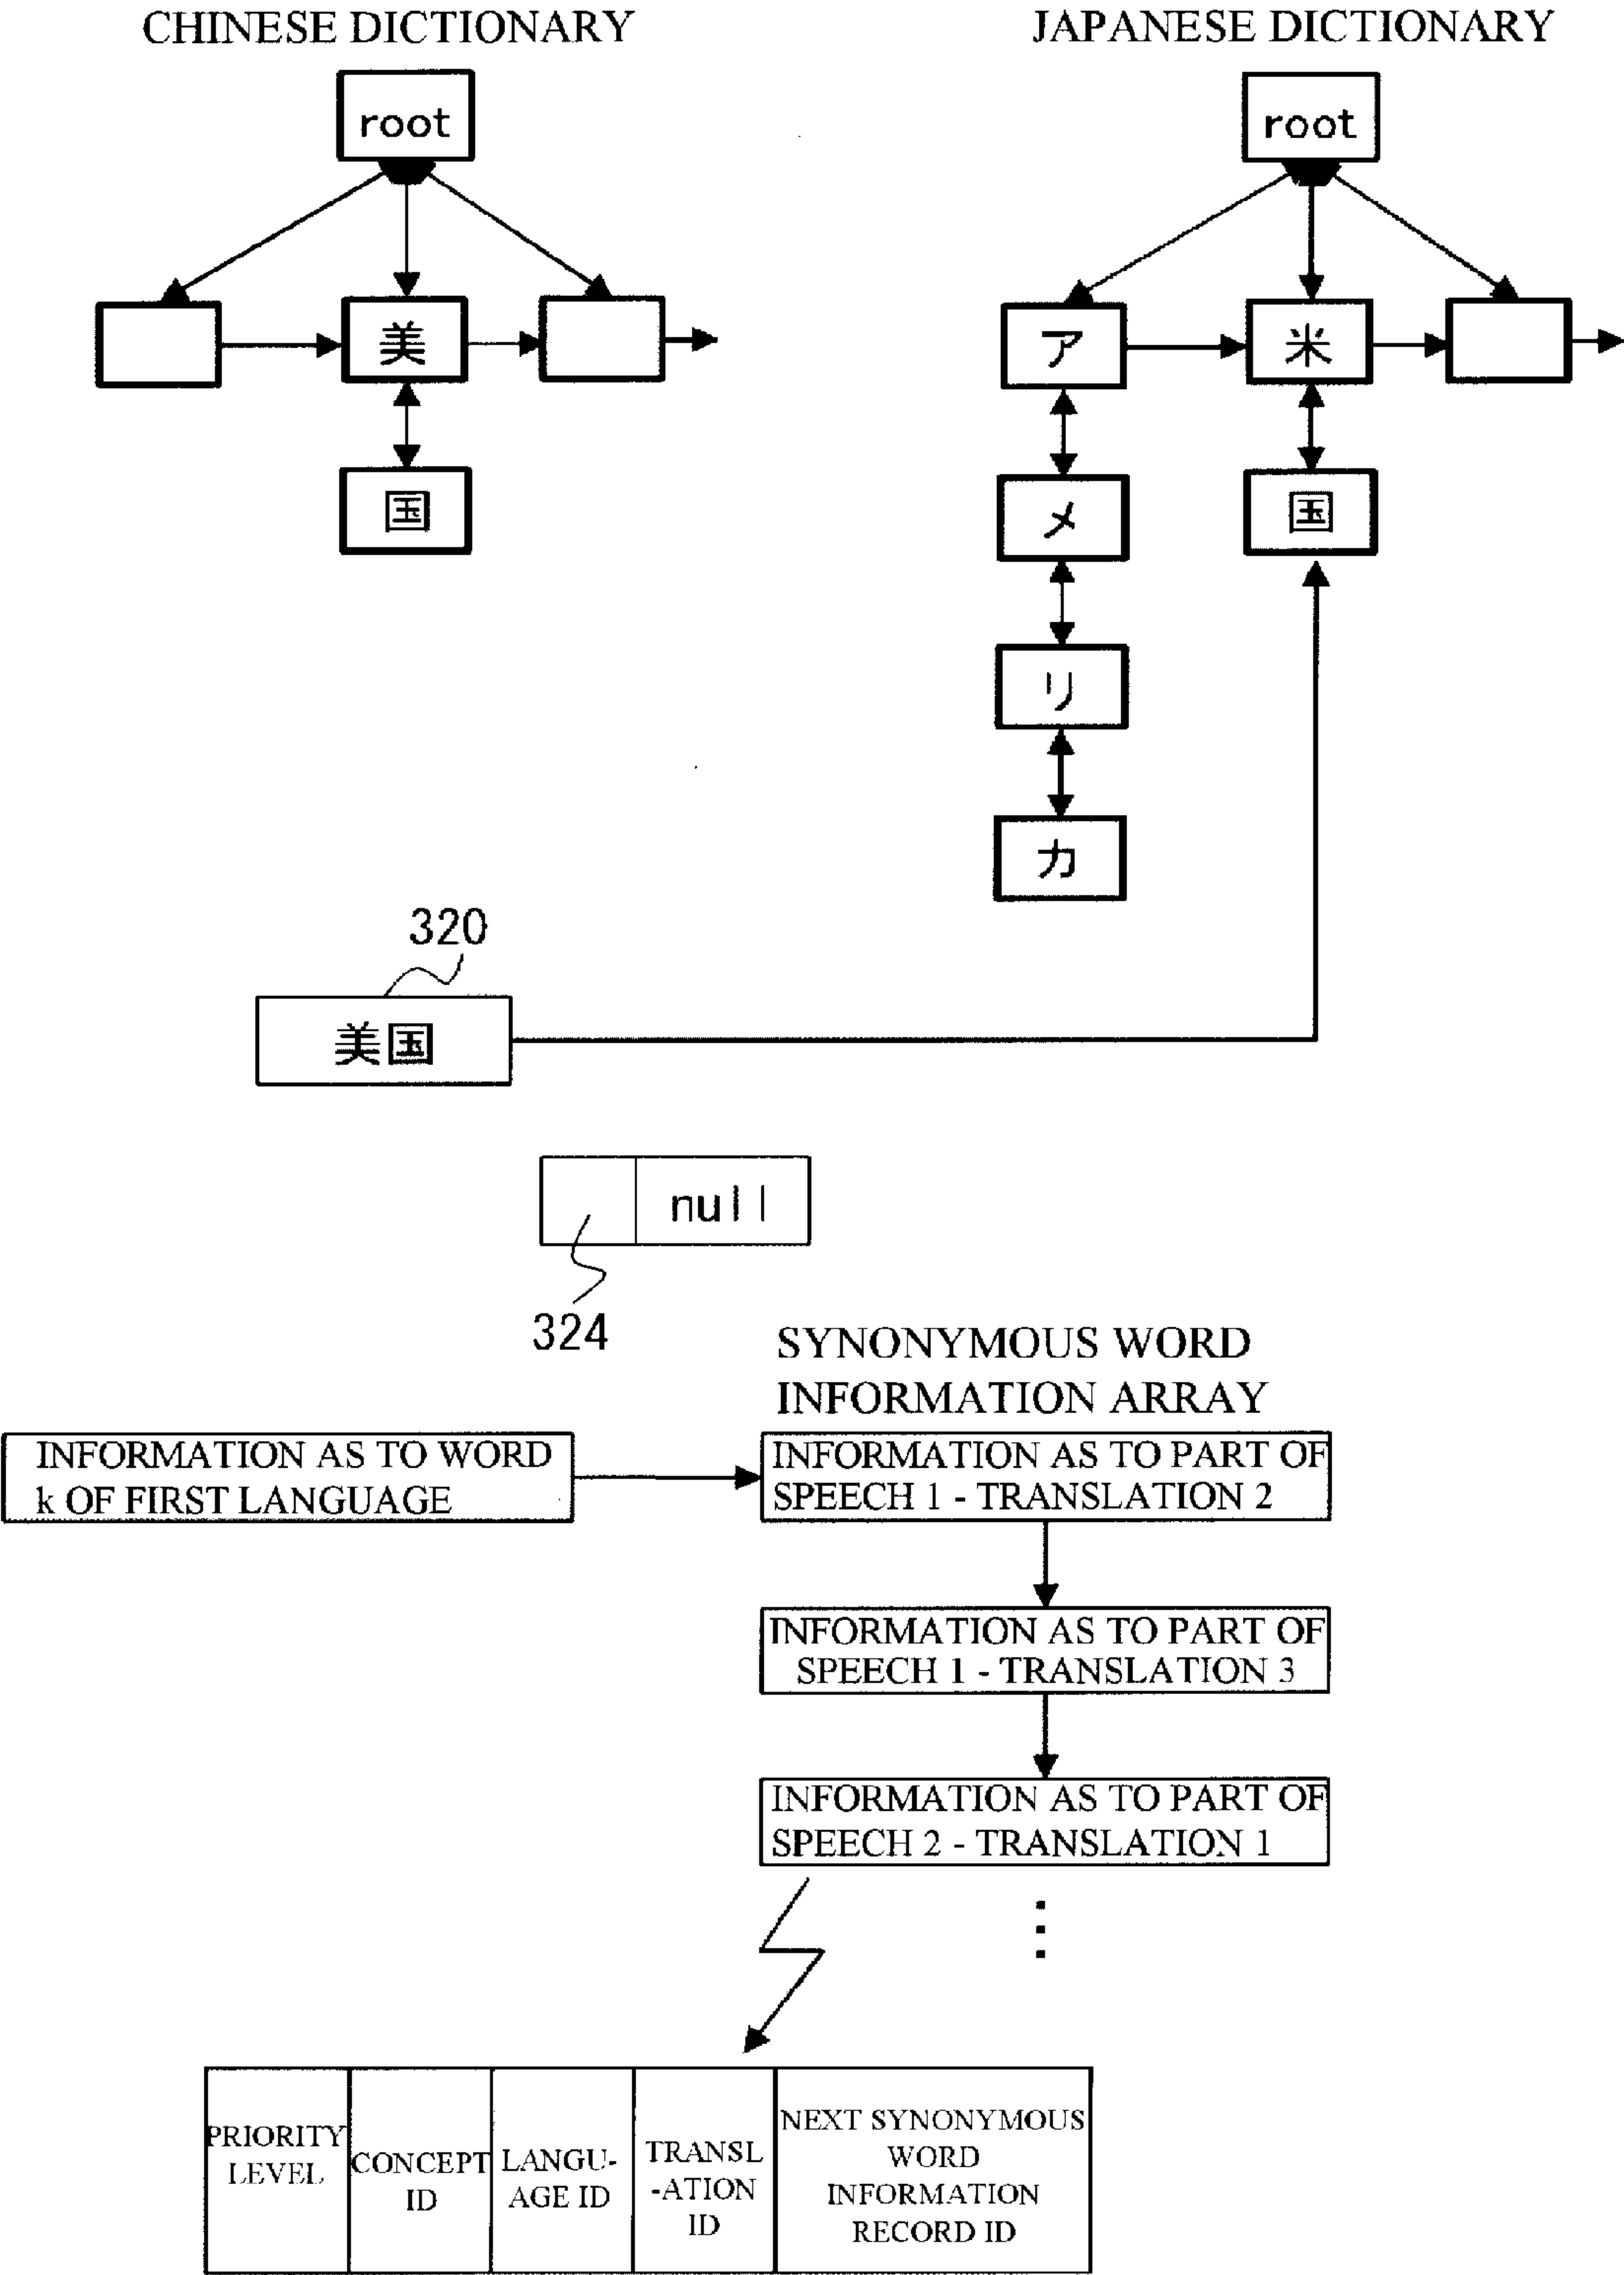 CHINESE DICTIONARY
JAPANESE DICTIONARY
root
root
美
ア
米
国
メ
国
リ
カ
320
美国
null
324
SYNONYMOUS WORD
INFORMATION ARRAY
INFORMATION AS TO WORD
k OF FIRST LANGUAGE
INFORMATION AS TO PART OF
SPEECH 1 - TRANSLATION 2
INFORMATION AS TO PART OF
SPEECH 1 - TRANSLATION 3
INFORMATION AS TO PART OF
SPEECH 2 - TRANSLATION 1
PRIORITY
LEVEL
CONCEPT
ID
LANGU-
AGE ID
TRANSL
-ATION
ID
NEXT SYNONYMOUS
WORD
INFORMATION
RECORD ID